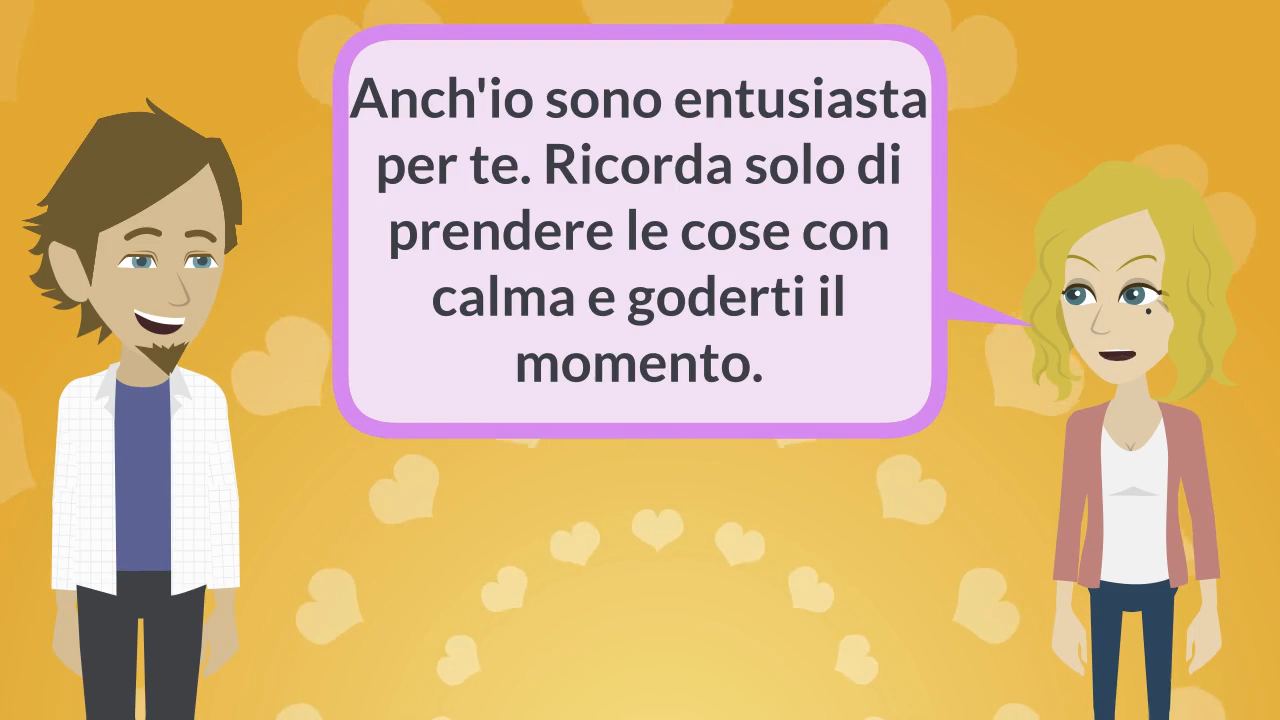 Anch'io sono entusiasta
per te. Ricorda solo di
prendere le cose con
calma e goderti il
momento.